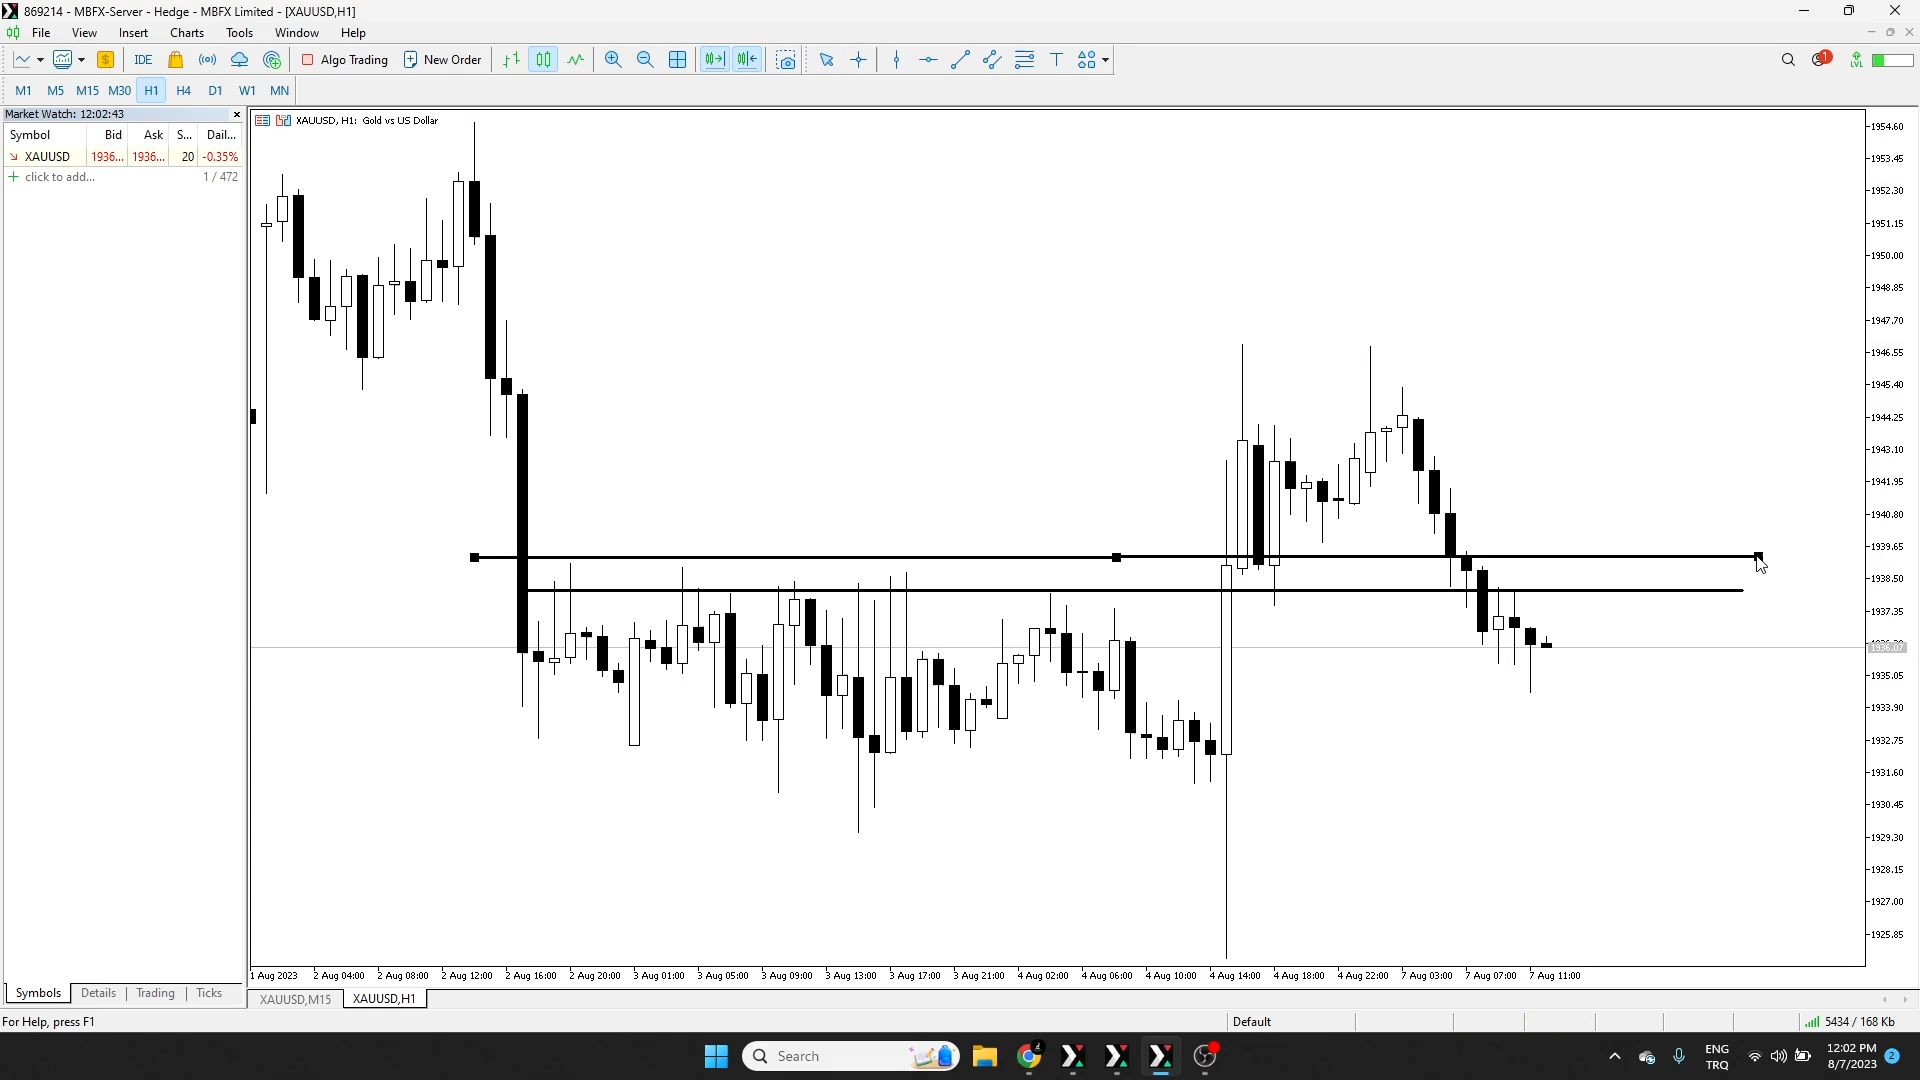 869214 - MBFX-Server - Hedge - MBFX Limited - [XAUUSD,H1]
File View Insert Charts Tools Window Help
IDE Algo Trading New Order
1
LVL
M1 M5 M15 M30 H1 H4 D1 W1 MN
Market Watch: 12:02:43
Symbol Bid Ask S... Dail...
XAUUSD 1936... 1936... 20 -0.35%
click to add... 1 / 472
XAUUSD, H1: Gold vs US Dollar
1954.60
1953.45
1952.30
1951.15
1950.00
1948.85
1947.70
1946.55
1945.40
1944.25
1943.10
1941.95
1940.80
1939.65
1938.50
1937.35
1936.07
1935.05
1933.90
1932.75
1931.60
1930.45
1929.30
1928.15
1927.00
1925.85
1 Aug 2023 2 Aug 04:00 2 Aug 08:00 2 Aug 12:00 2 Aug 16:00 2 Aug 20:00 3 Aug 01:00 3 Aug 05:00 3 Aug 09:00 3 Aug 13:00 3 Aug 17:00 3 Aug 21:00 4 Aug 02:00 4 Aug 06:00 4 Aug 10:00 4 Aug 14:00 4 Aug 18:00 4 Aug 22:00 7 Aug 03:00 7 Aug 07:00 7 Aug 11:00
Symbols Details Trading Ticks
XAUUSD,M15 XAUUSD,H1
For Help, press F1 Default 5434 / 168 Kb
Search
ENG
TRQ
12:02 PM
8/7/2023
2